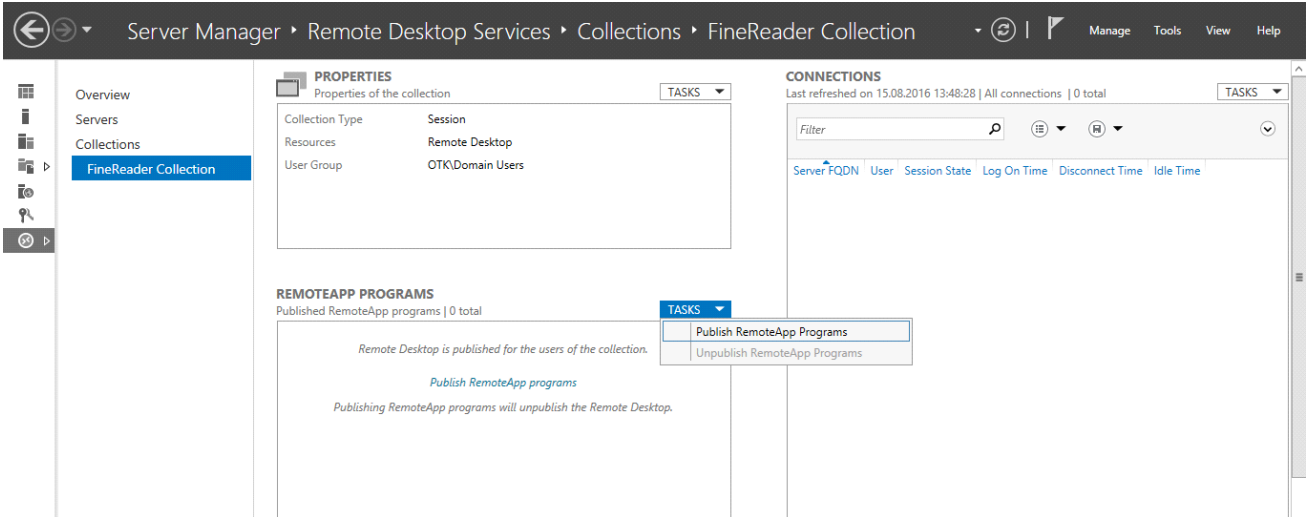 Server Manager ‣ Remote Desktop Services ‣ Collections ‣ FineReader Collection
Manage Tools View Help
Overview
Servers
Collections
FineReader Collection
PROPERTIES
Properties of the collection
TASKS
Collection Type Session
Resources Remote Desktop
User Group OTK\Domain Users
REMOTEAPP PROGRAMS
Published RemoteApp programs | 0 total
TASKS
Publish RemoteApp Programs
Unpublish RemoteApp Programs
Remote Desktop is published for the users of the collection.
Publish RemoteApp programs
Publishing RemoteApp programs will unpublish the Remote Desktop.
CONNECTIONS
Last refreshed on 15.08.2016 13:48:28 | All connections | 0 total
TASKS
Filter
Server FQDN User Session State Log On Time Disconnect Time Idle Time